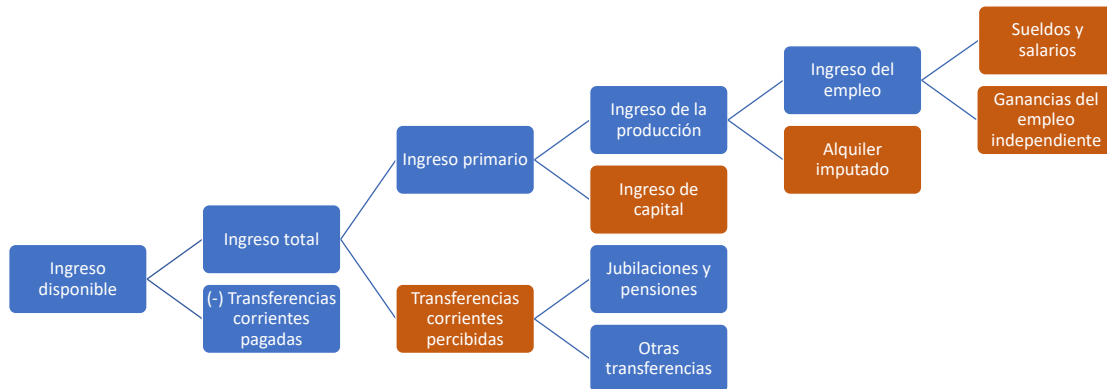 Ingreso
disponible
Ingreso total
(-) Transferencias
corrientes
pagadas
Ingreso primario
Transferencias
corrientes
percibidas
Ingreso de la
producción
Ingreso de
capital
Jubilaciones y
pensiones
Otras
transferencias
Ingreso del
empleo
Alquiler
imputado
Sueldos y
salarios
Ganancias del
empleo
independiente